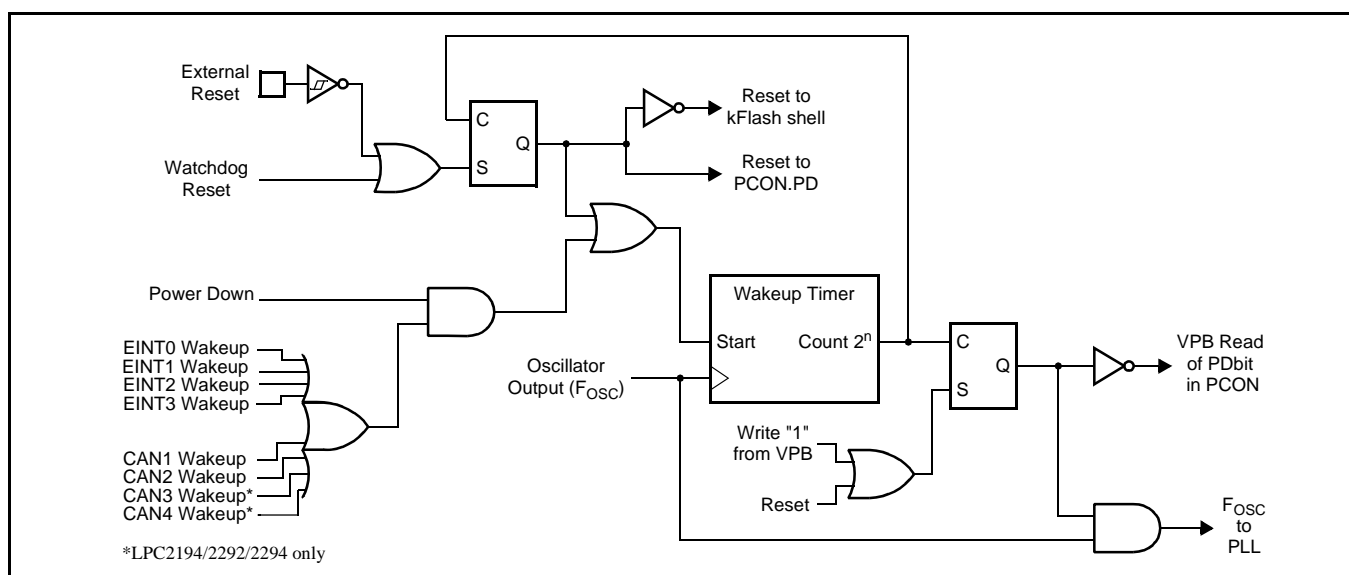 External
Reset
Watchdog
Reset
C
Q
S
Reset to
kFlash shell
Reset to
PCON.PD
Power Down
EINT0 Wakeup
EINT1 Wakeup
EINT2 Wakeup
EINT3 Wakeup
CAN1 Wakeup
CAN2 Wakeup
CAN3 Wakeup*
CAN4 Wakeup*
*LPC2194/2292/2294 only
Oscillator
Output (FOSC)
Wakeup Timer
Start
Count 2n
Write "1"
from VPB
Reset
C
Q
S
VPB Read
of PDbit
in PCON
FOSC
to
PLL